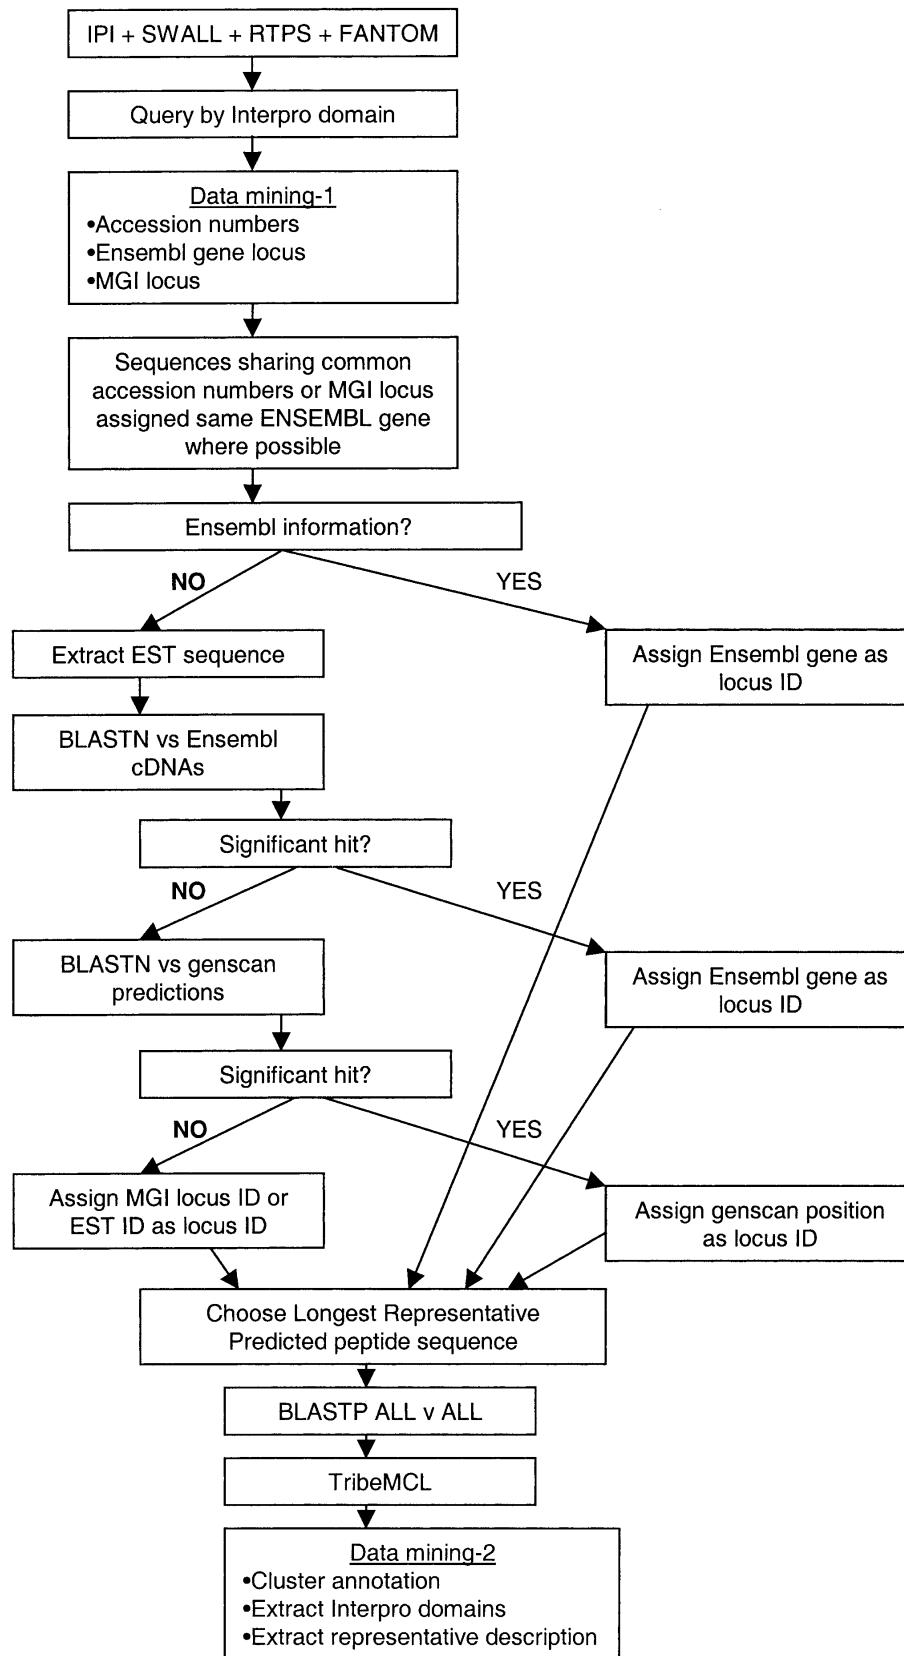 IPI + SWALL + RTPS + FANTOM
Query by Interpro domain
Data mining-1
•Accession numbers
•Ensembl gene locus
•MGI locus
Sequences sharing common
accession numbers or MGI locus
assigned same ENSEMBL gene
where possible
Ensembl information?
NO
YES
Extract EST sequence
Assign Ensembl gene as
locus ID
BLASTN vs Ensembl
cDNAs
Significant hit?
NO
YES
BLASTN vs genscan
predictions
Assign Ensembl gene as
locus ID
Significant hit?
NO
YES
Assign MGI locus ID or
EST ID as locus ID
Assign genscan position
as locus ID
Choose Longest Representative
Predicted peptide sequence
BLASTP ALL v ALL
TribeMCL
Data mining-2
•Cluster annotation
•Extract Interpro domains
•Extract representative description